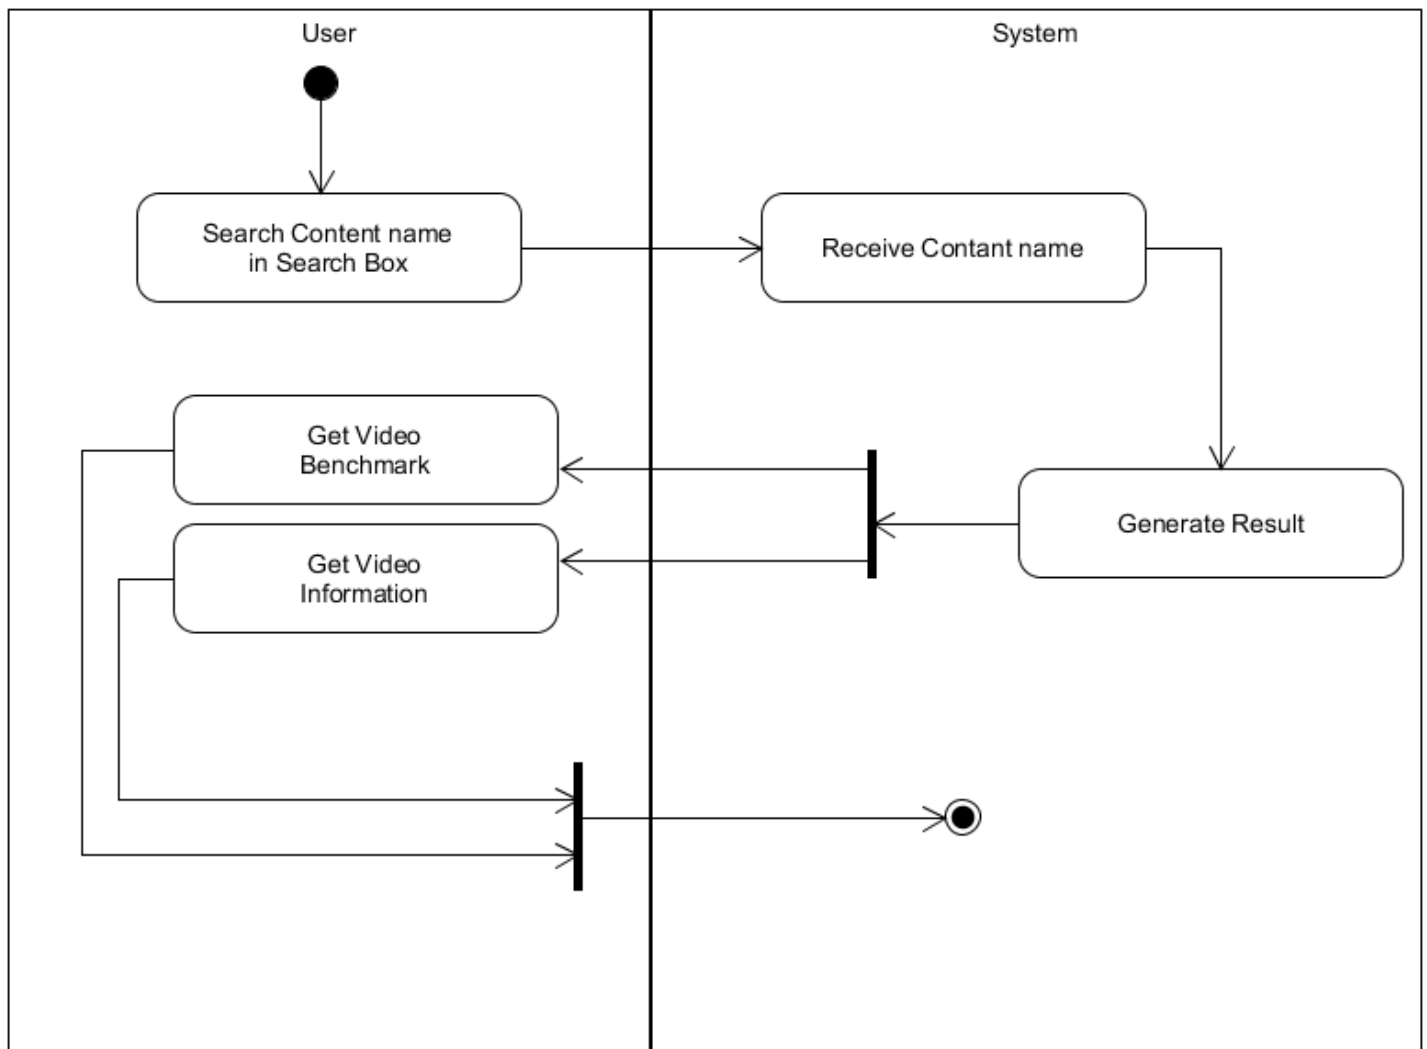 User
System
Search Content name
in Search Box
Receive Contant name
Get Video
Benchmark
Get Video
Information
Generate Result